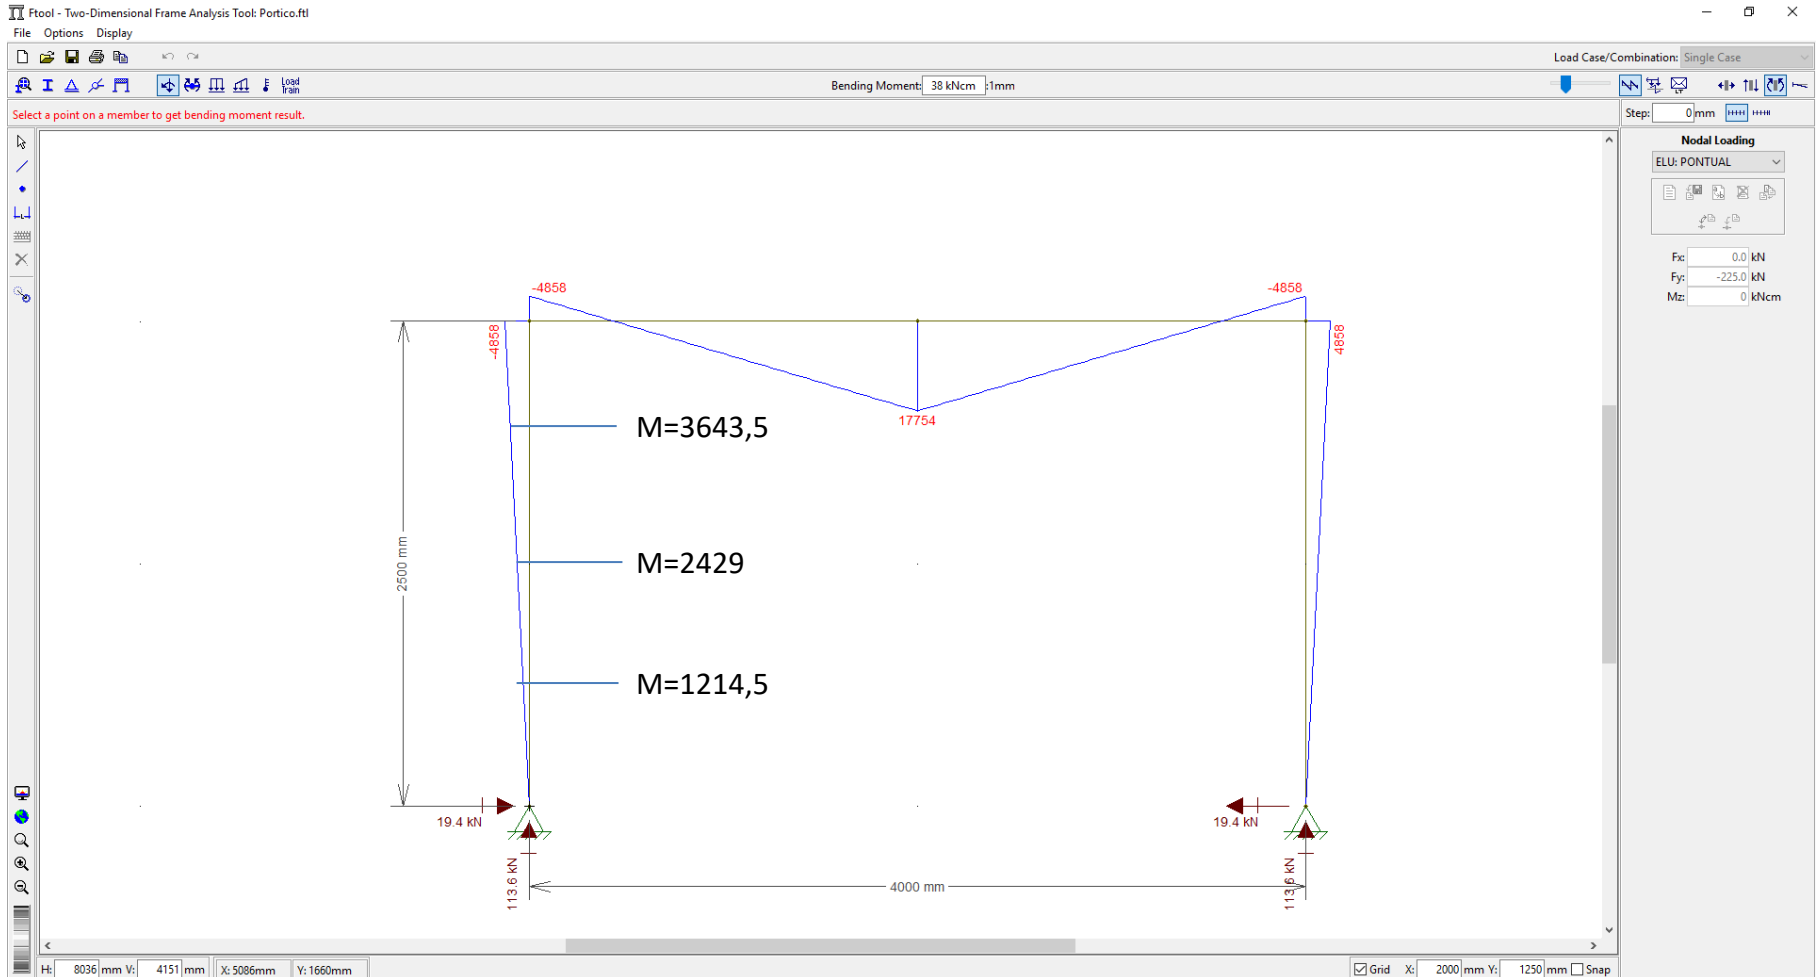 Ftool - Two-Dimensional Frame Analysis Tool: Portico.ftl
File Options Display
Load Case/Combination: Single Case
Load Train
Bending Moment: 38 kNcm :1mm
Select a point on a member to get bending moment result.
Step: 0 mm
Nodal Loading
ELU: PONTUAL
Fx: 0.0 kN
Fy: -225.0 kN
Mz: 0 kNcm
-4858
-4858
-4858
4858
17754
M=3643,5
M=2429
M=1214,5
2500 mm
19.4 kN
19.4 kN
113.6 kN
113.6 kN
4000 mm
H: 8036 mm V: 4151 mm X: 5086mm Y: 1660mm
Grid X: 2000 mm Y: 1250 mm Snap